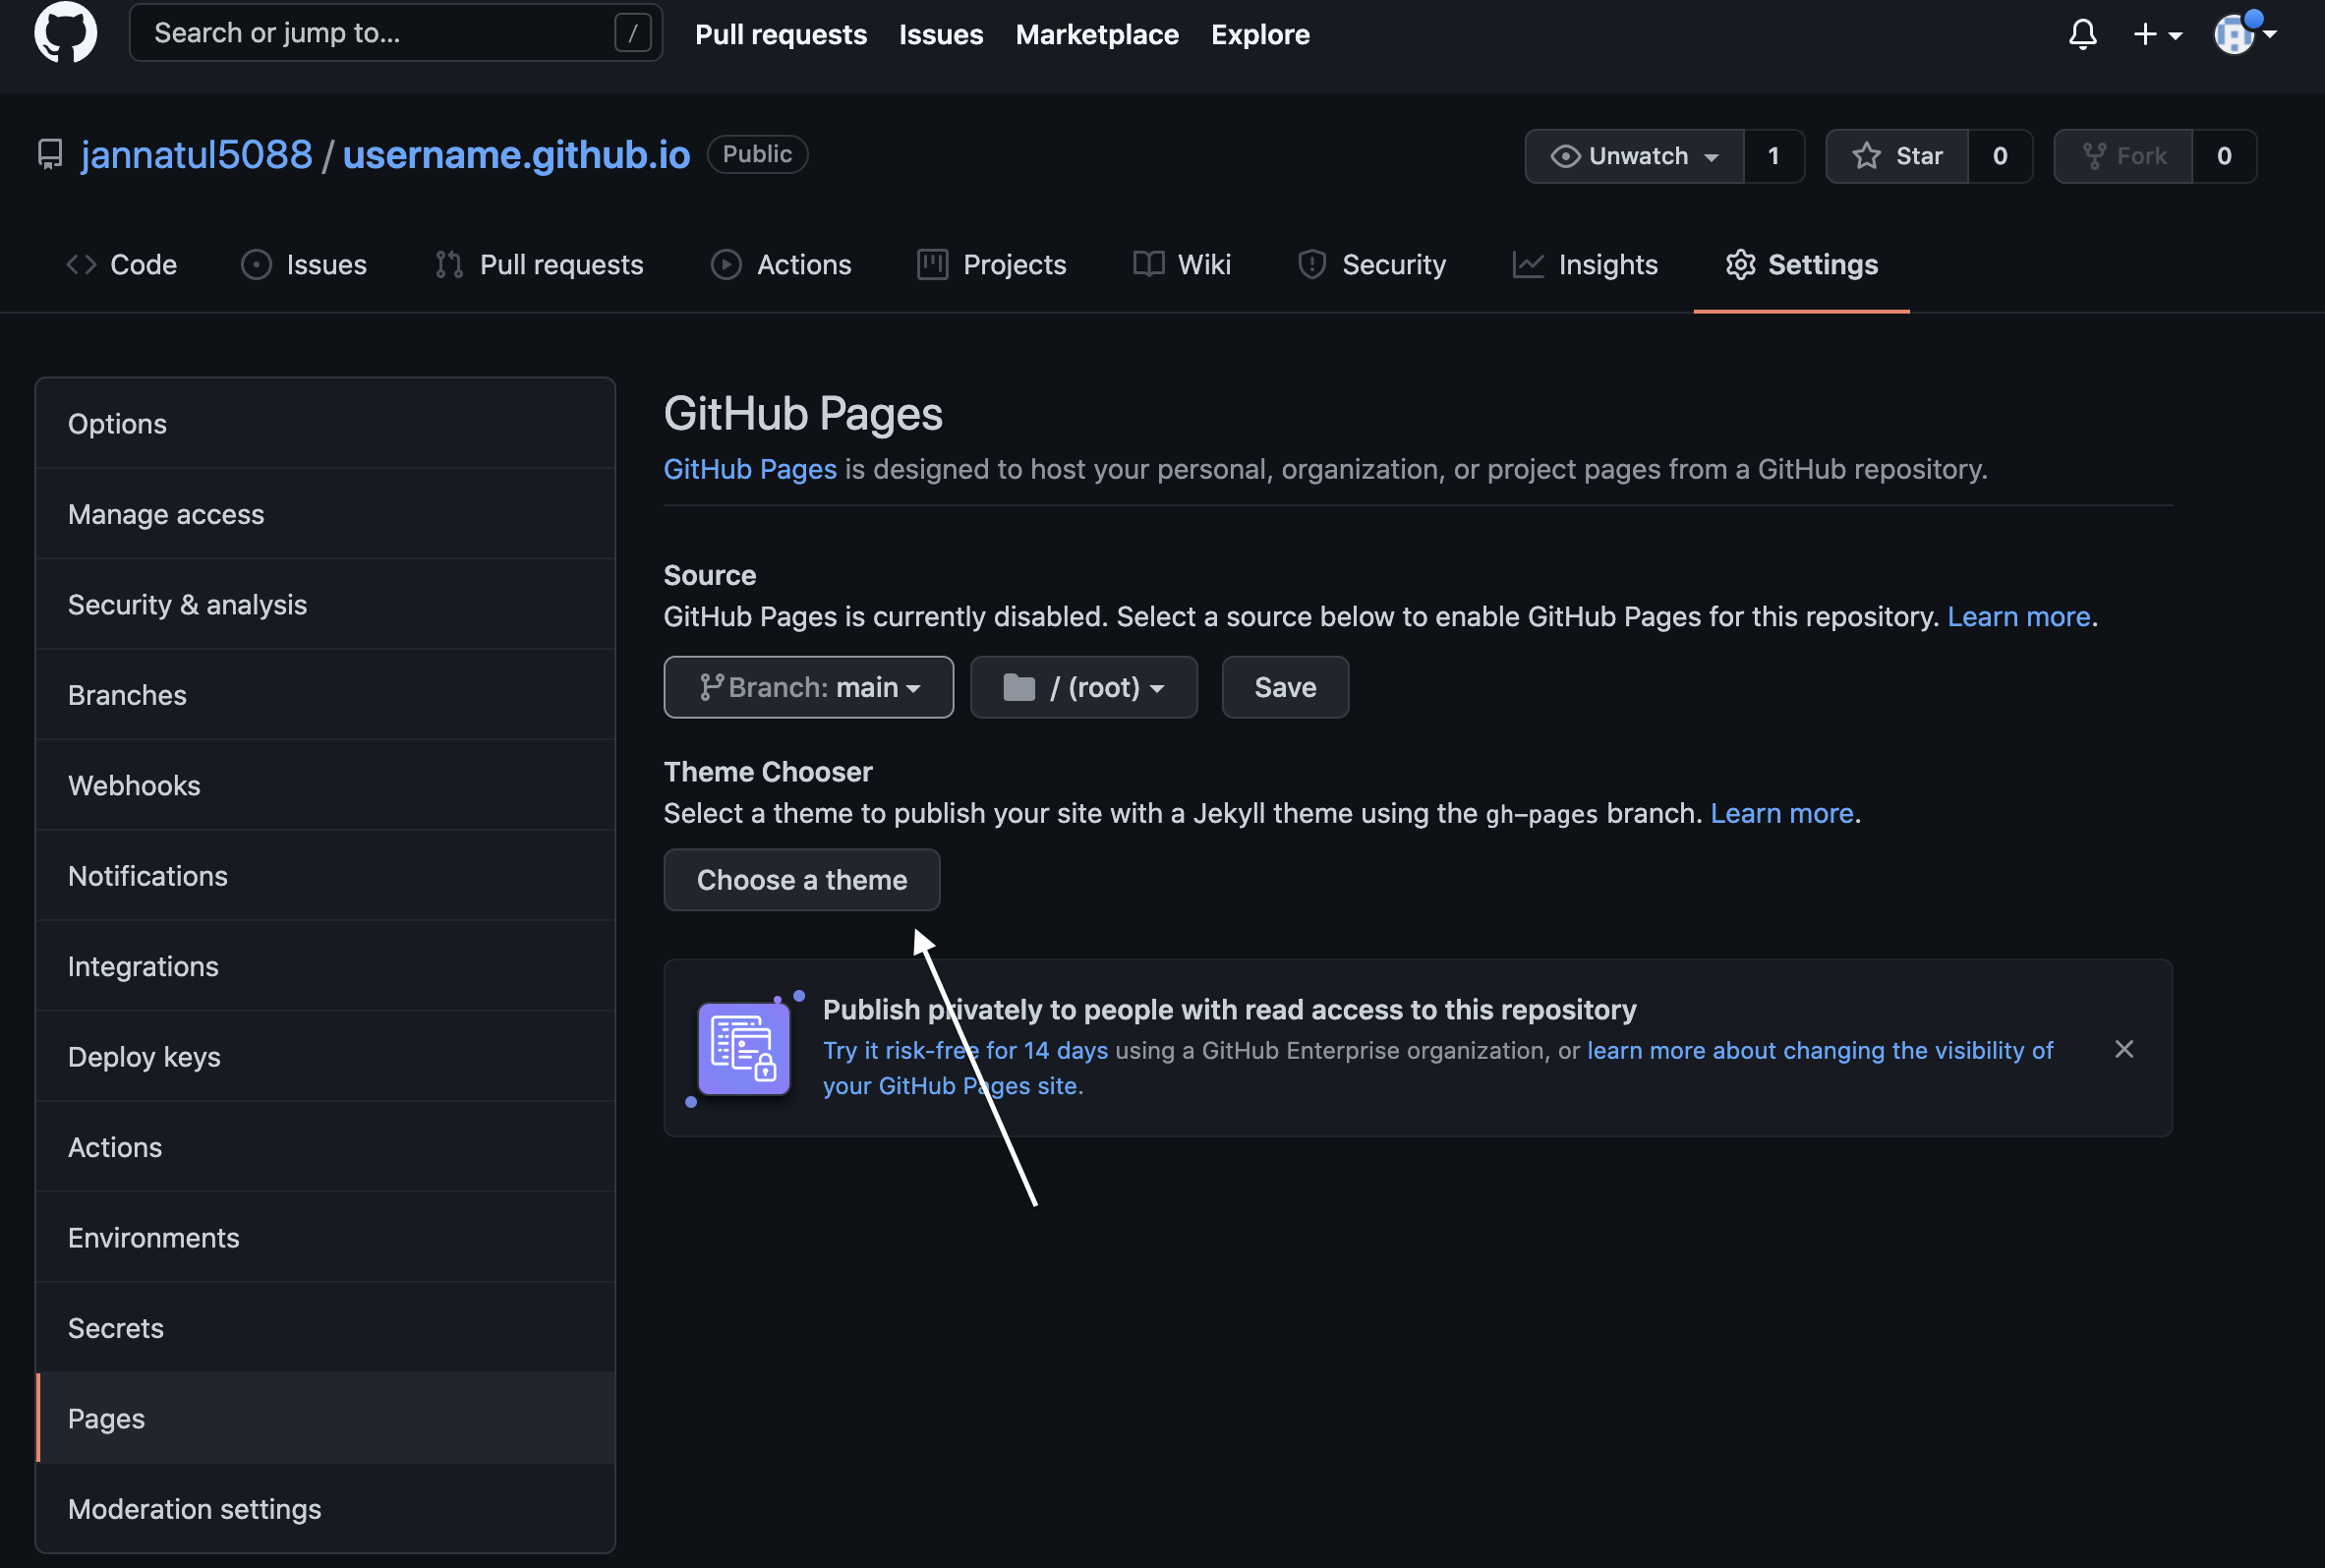 Search or jump to... /
Pull requests Issues Marketplace Explore
jannatul5088 / username.github.io Public
Unwatch 1 Star 0 Fork 0
Code Issues Pull requests Actions Projects Wiki Security Insights Settings
Options
Manage access
Security & analysis
Branches
Webhooks
Notifications
Integrations
Deploy keys
Actions
Environments
Secrets
Pages
Moderation settings
GitHub Pages
GitHub Pages is designed to host your personal, organization, or project pages from a GitHub repository.
Source
GitHub Pages is currently disabled. Select a source below to enable GitHub Pages for this repository. Learn more.
Branch: main / (root) Save
Theme Chooser
Select a theme to publish your site with a Jekyll theme using the gh-pages branch. Learn more.
Choose a theme
Publish privately to people with read access to this repository
Try it risk-free for 14 days using a GitHub Enterprise organization, or learn more about changing the visibility of
your GitHub Pages site.